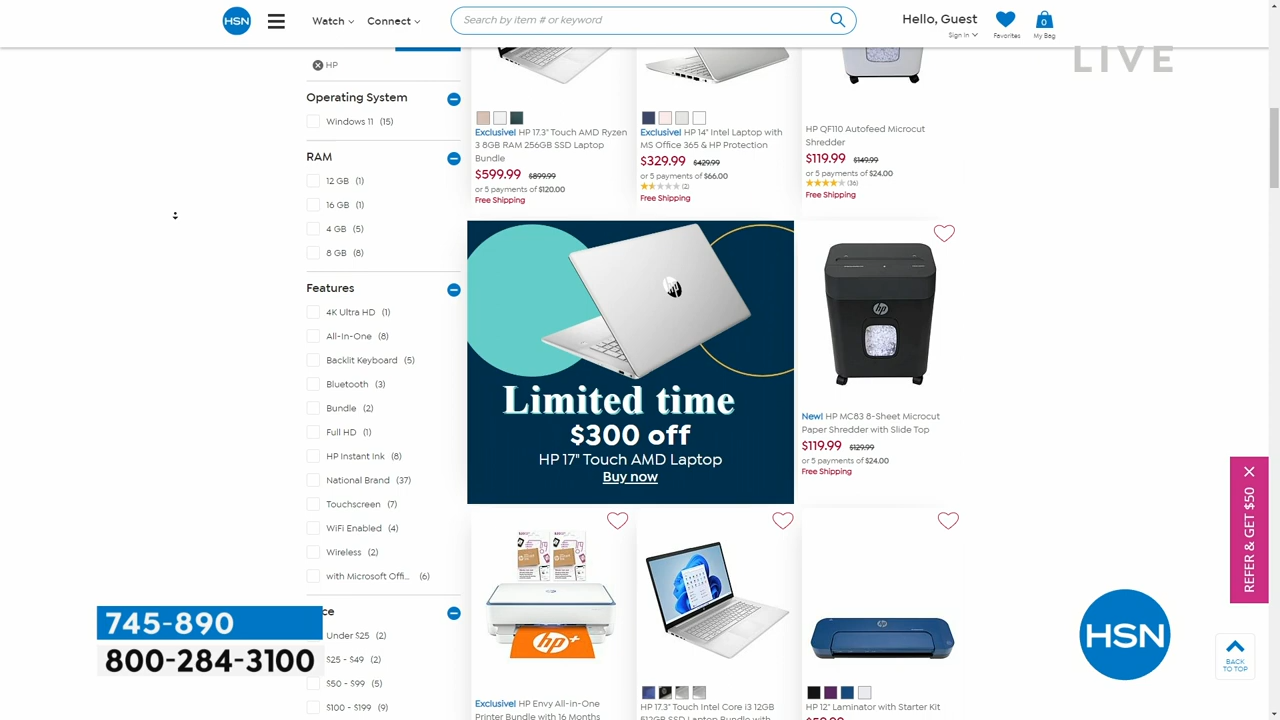 HSN
Watch
Connect
Search by item # or keyword
Hello, Guest
Sign In
Favorites
0
My Bag
LIVE
HP
Operating System
Windows 11 (15)
RAM
12 GB (1)
16 GB (1)
4 GB (5)
8 GB (8)
Features
4K Ultra HD (1)
All-In-One (8)
Backlit Keyboard (5)
Bluetooth (3)
Bundle (2)
Full HD (1)
HP Instant Ink (8)
National Brand (37)
Touchscreen (7)
WiFi Enabled (4)
Wireless (2)
with Microsoft Offi... (6)
ce
Under $25 (2)
$25 - $49 (2)
$50 - $99 (5)
$100 - $199 (9)
Exclusive! HP 17.3" Touch AMD Ryzen
3 8GB RAM 256GB SSD Laptop
Bundle
$599.99 $899.99
or 5 payments of $120.00
Free Shipping
Exclusive! HP 14" Intel Laptop with
MS Office 365 & HP Protection
$329.99 $429.99
or 5 payments of $66.00
(2)
Free Shipping
HP QF110 Autofeed Microcut
Shredder
$119.99 $149.99
or 5 payments of $24.00
(36)
Free Shipping
hp
Limited time
$300 off
HP 17" Touch AMD Laptop
Buy now
hp
New! HP MC83 8-Sheet Microcut
Paper Shredder with Slide Top
$119.99 $129.99
or 5 payments of $24.00
Free Shipping
hp+
Exclusive! HP Envy All-in-One
Printer Bundle with 16 Months
HP 17.3" Touch Intel Core i3 12GB
512GB SSD Laptop Bundle with
hp
HP 12" Laminator with Starter Kit
REFER & GET $50
745-890
800-284-3100
HSN
BACK
TO TOP